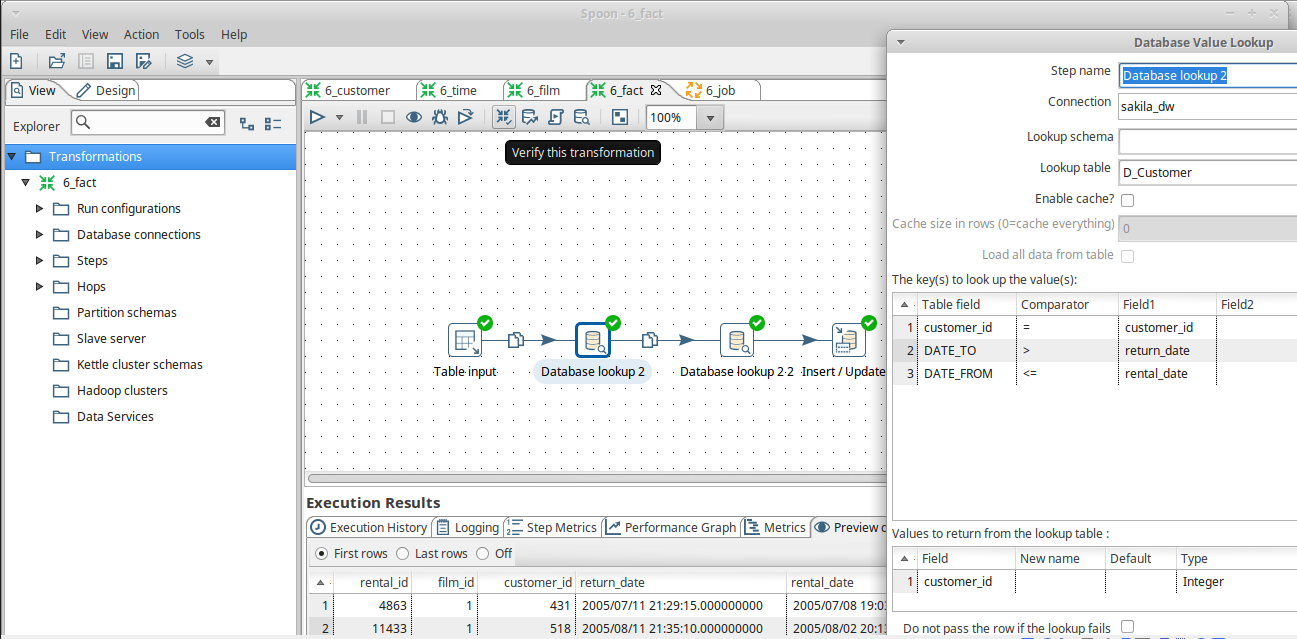 Spoon - 6_fact
File Edit View Action Tools Help
View Design
Explorer
Transformations
6_fact
Run configurations
Database connections
Steps
Hops
Partition schemas
Slave server
Kettle cluster schemas
Hadoop clusters
Data Services
6_customer 6_time 6_film 6_fact 6_job
100%
Verify this transformation
Table input Database lookup 2 Database lookup 2 2 Insert / Update
Execution Results
Execution History Logging Step Metrics Performance Graph Metrics Preview
First rows Last rows Off
rental_id film_id customer_id return_date rental_date
1 4863 1 431 2005/07/11 21:29:15.000000000 2005/07/08 19:03
2 11433 1 518 2005/08/11 21:35:10.000000000 2005/08/02 20:13
Database Value Lookup
Step name Database lookup 2
Connection sakila_dw
Lookup schema
Lookup table D_Customer
Enable cache?
Cache size in rows (0=cache everything) 0
Load all data from table
The key(s) to look up the value(s):
Table field Comparator Field1 Field2
1 customer_id = customer_id
2 DATE_TO > return_date
3 DATE_FROM <= rental_date
Values to return from the lookup table :
Field New name Default Type
1 customer_id Integer
Do not pass the row if the lookup fails